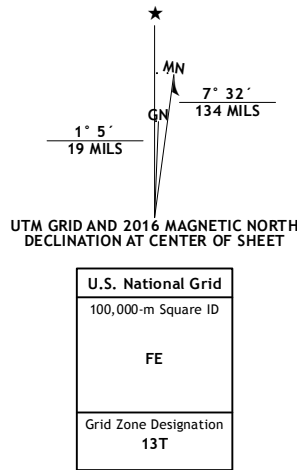 ★
MN
GN
7° 32´
134 MILS
1° 5´
19 MILS
UTM GRID AND 2016 MAGNETIC NORTH
DECLINATION AT CENTER OF SHEET
U.S. National Grid
100,000-m Square ID
FE
Grid Zone Designation
13T